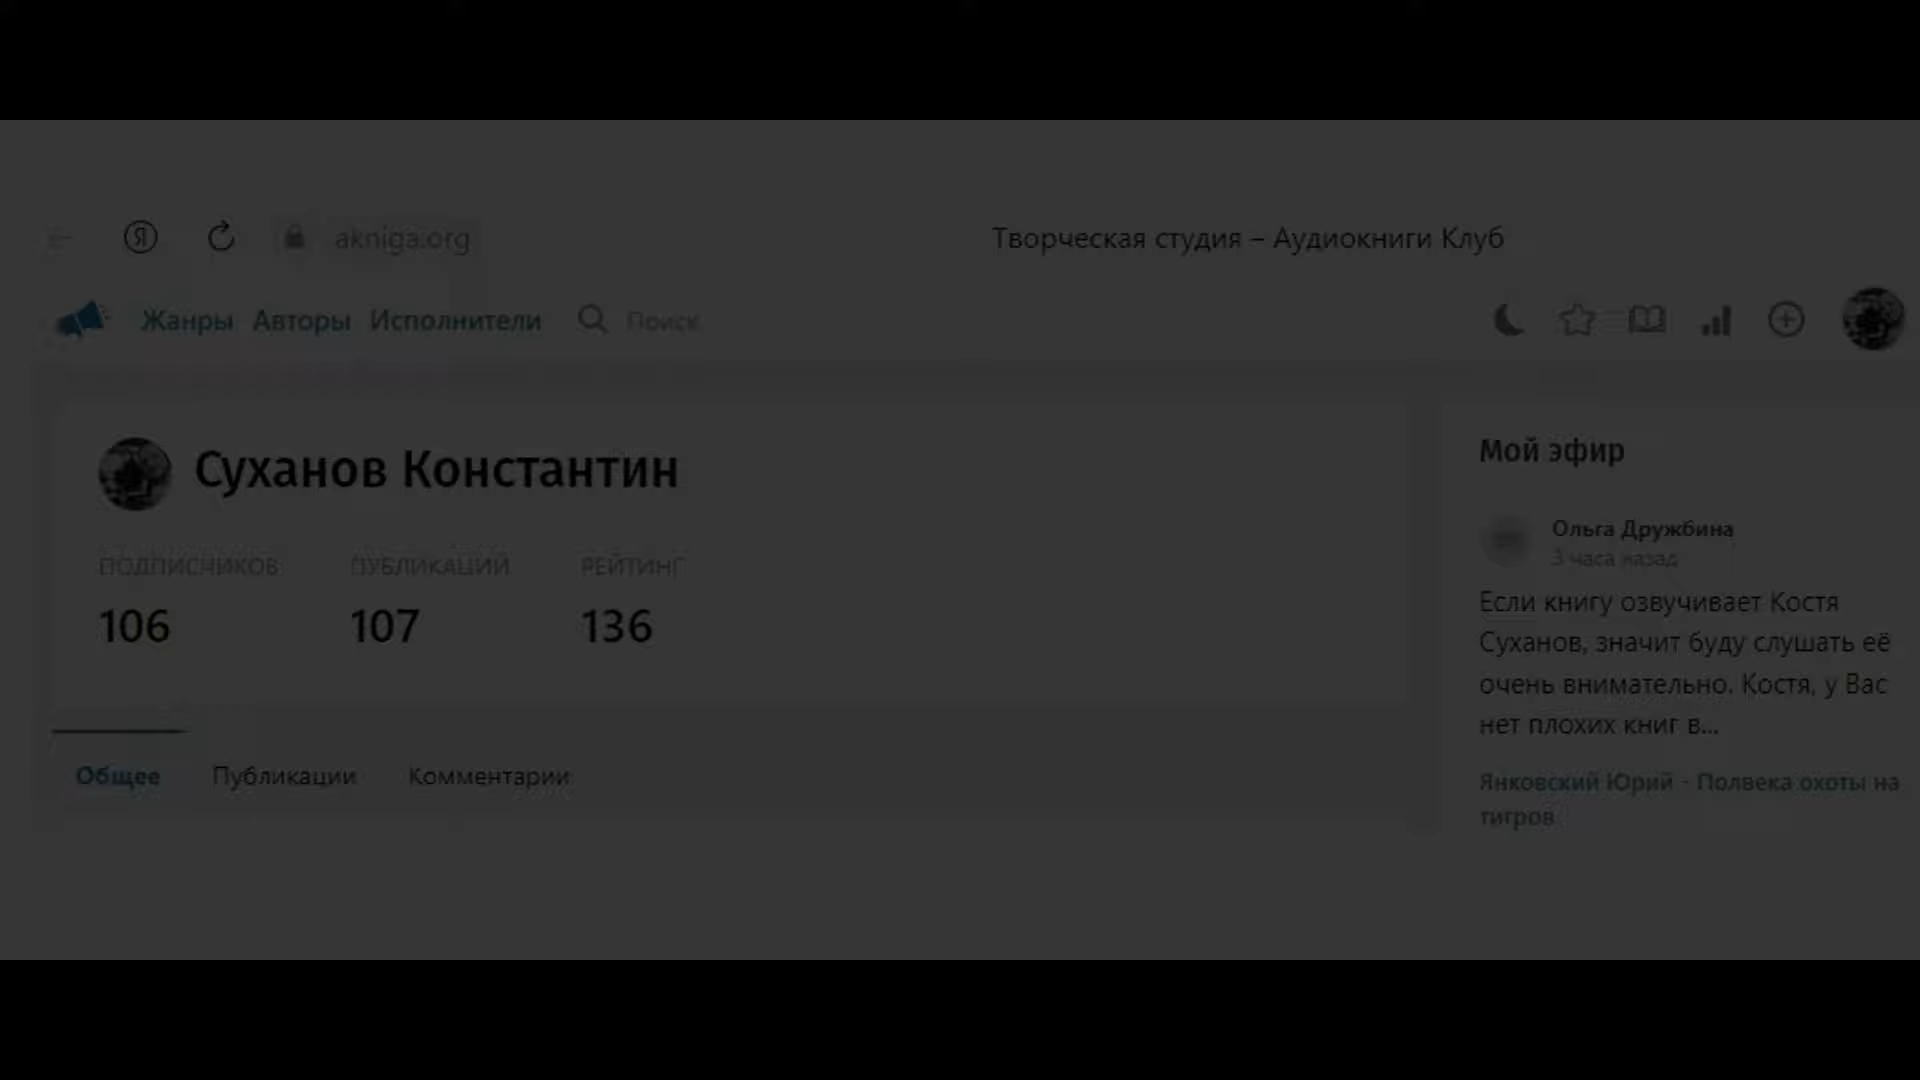 Я
akniga.org
Творческая студия – Аудиокниги Клуб
Жанры Авторы Исполнители Поиск
Суханов Константин
ПОДПИСЧИКОВ ПУБЛИКАЦИЙ РЕЙТИНГ
106 107 136
Общее Публикации Комментарии
Мой эфир
Ольга Дружбина
3 часа назад
Если книгу озвучивает Костя
Суханов, значит буду слушать её
очень внимательно. Костя, у Вас
нет плохих книг в...
Янковский Юрий - Полвека охоты на
тигров